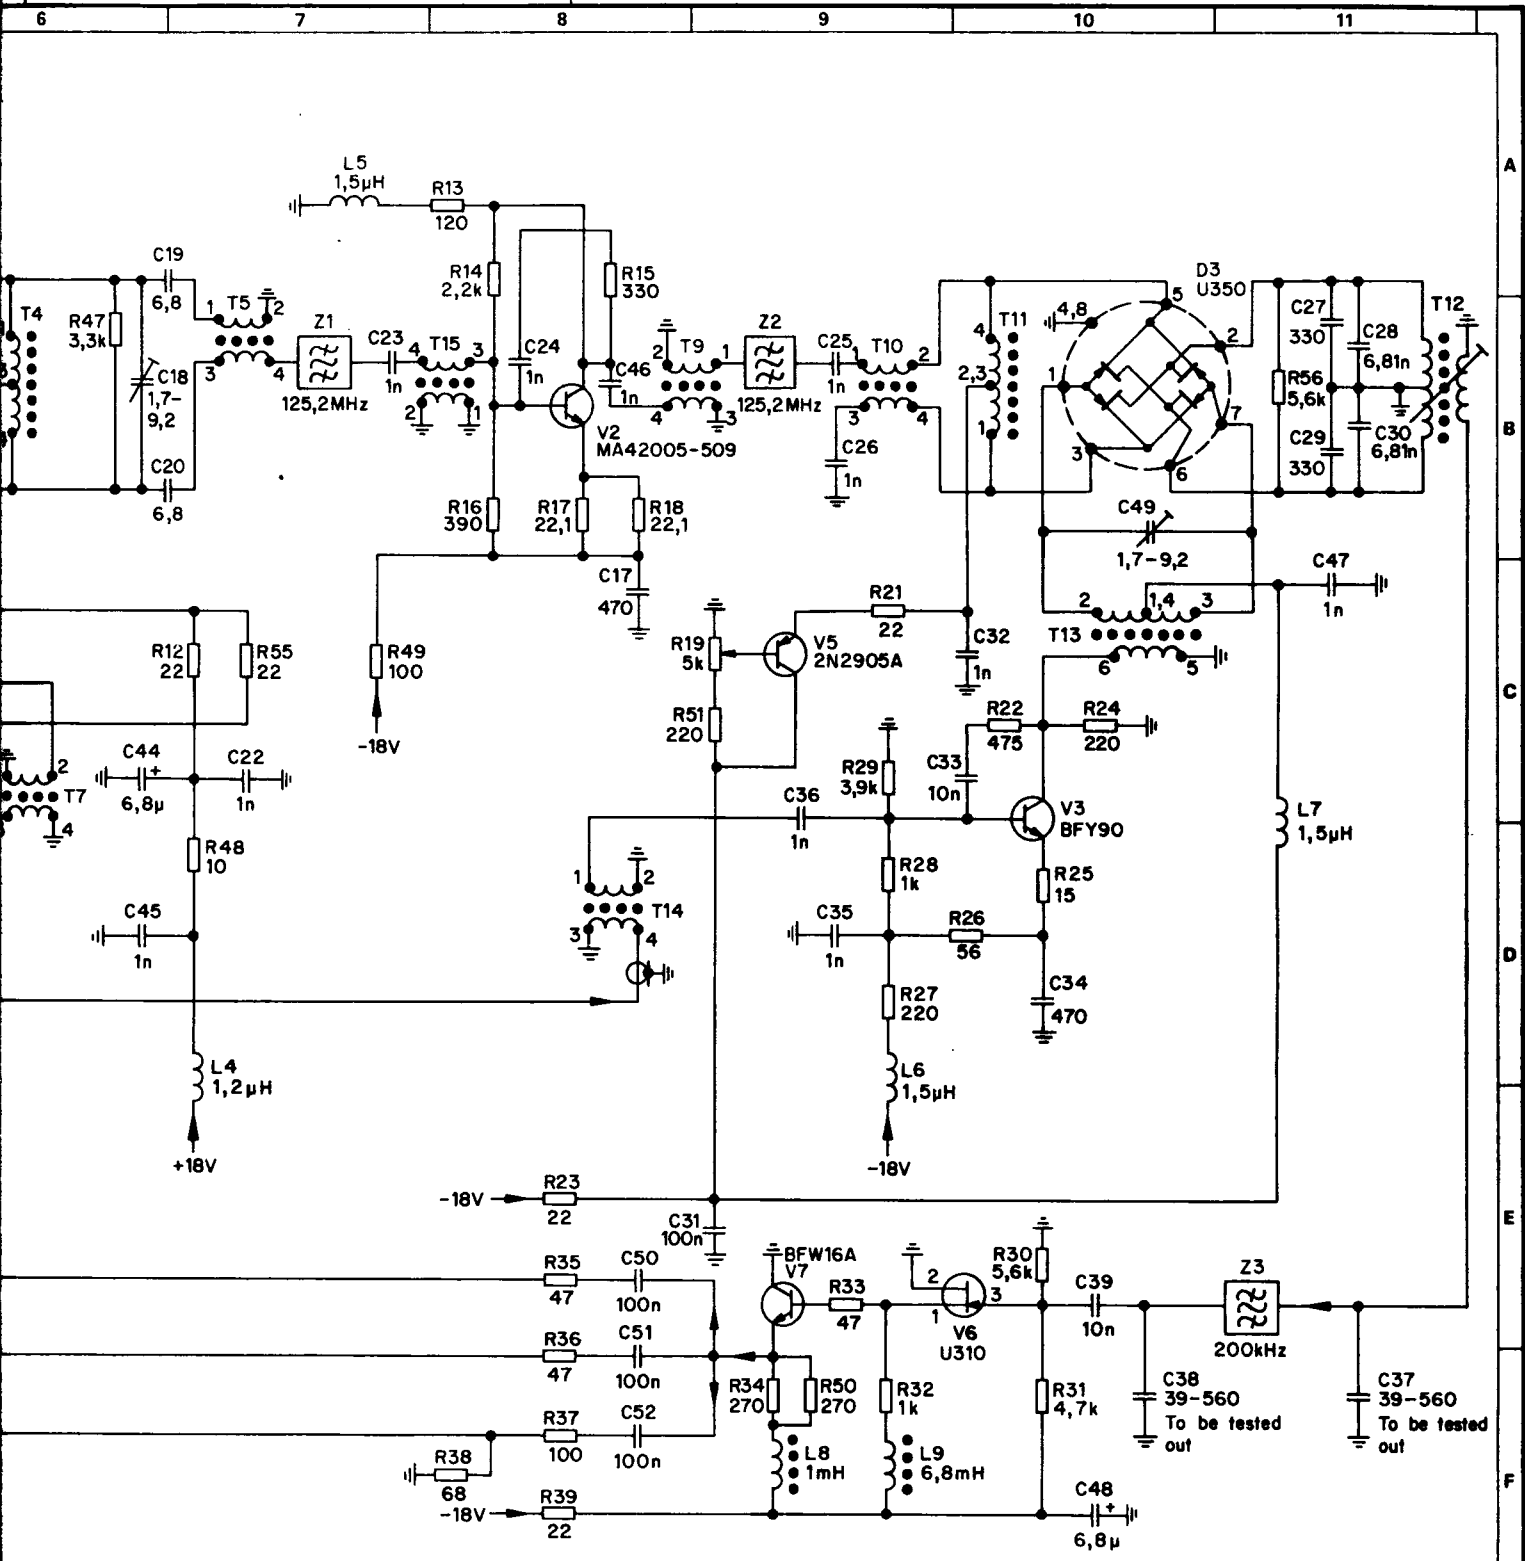 6 7 8 9 10 11
A
L5
1,5µH
R13
120
C19
6,8
R14
2,2k
R15
330
D3
U350
T4
R47
3,3k
1 T5 2
Z1
C18
1,7-
9,2
3 4
125,2MHz
C23
1n
4 T15 3
2 1
C24
1n
C46
1n
2 T9 1
4 3
Z2
125,2MHz
C25
1n
1 T10 2
3 4
4 T11
2,3
1
4,8
5
2
1
7
3
6
C27
330
C28
6,81n
T12
R56
5,6k
C29
330
C30
6,81n
B
V2
MA42005-509
C26
1n
C20
6,8
R16
390
R17
22,1
R18
22,1
C49
1,7-9,2
C17
470
C47
1n
R21
22
2 1,4 3
T13
6 5
R12
22
R55
22
R49
100
-18V
R19
5k
V5
2N2905A
C32
1n
C
R51
220
R22
475
R24
220
2
T7
4
C44
+
6,8µ
C22
1n
R29
3,9k
C33
10n
C36
1n
V3
BFY90
L7
1,5µH
R48
10
R28
1k
R25
15
1 2
T14
3 4
C45
1n
C35
1n
R26
56
D
R27
220
C34
470
L4
1,2µH
+18V
L6
1,5µH
-18V
-18V
R23
22
C31
100n
E
R35
47
C50
100n
BFW16A
V7
R33
47
2
1
3
V6
U310
R30
5,6k
C39
10n
Z3
200kHz
R36
47
C51
100n
R34
270
R50
270
R32
1k
R31
4,7k
C38
39-560
To be tested
out
C37
39-560
To be tested
out
R37
100
C52
100n
R38
68
L8
1mH
L9
6,8mH
F
-18V
R39
22
C48
+
6,8µ